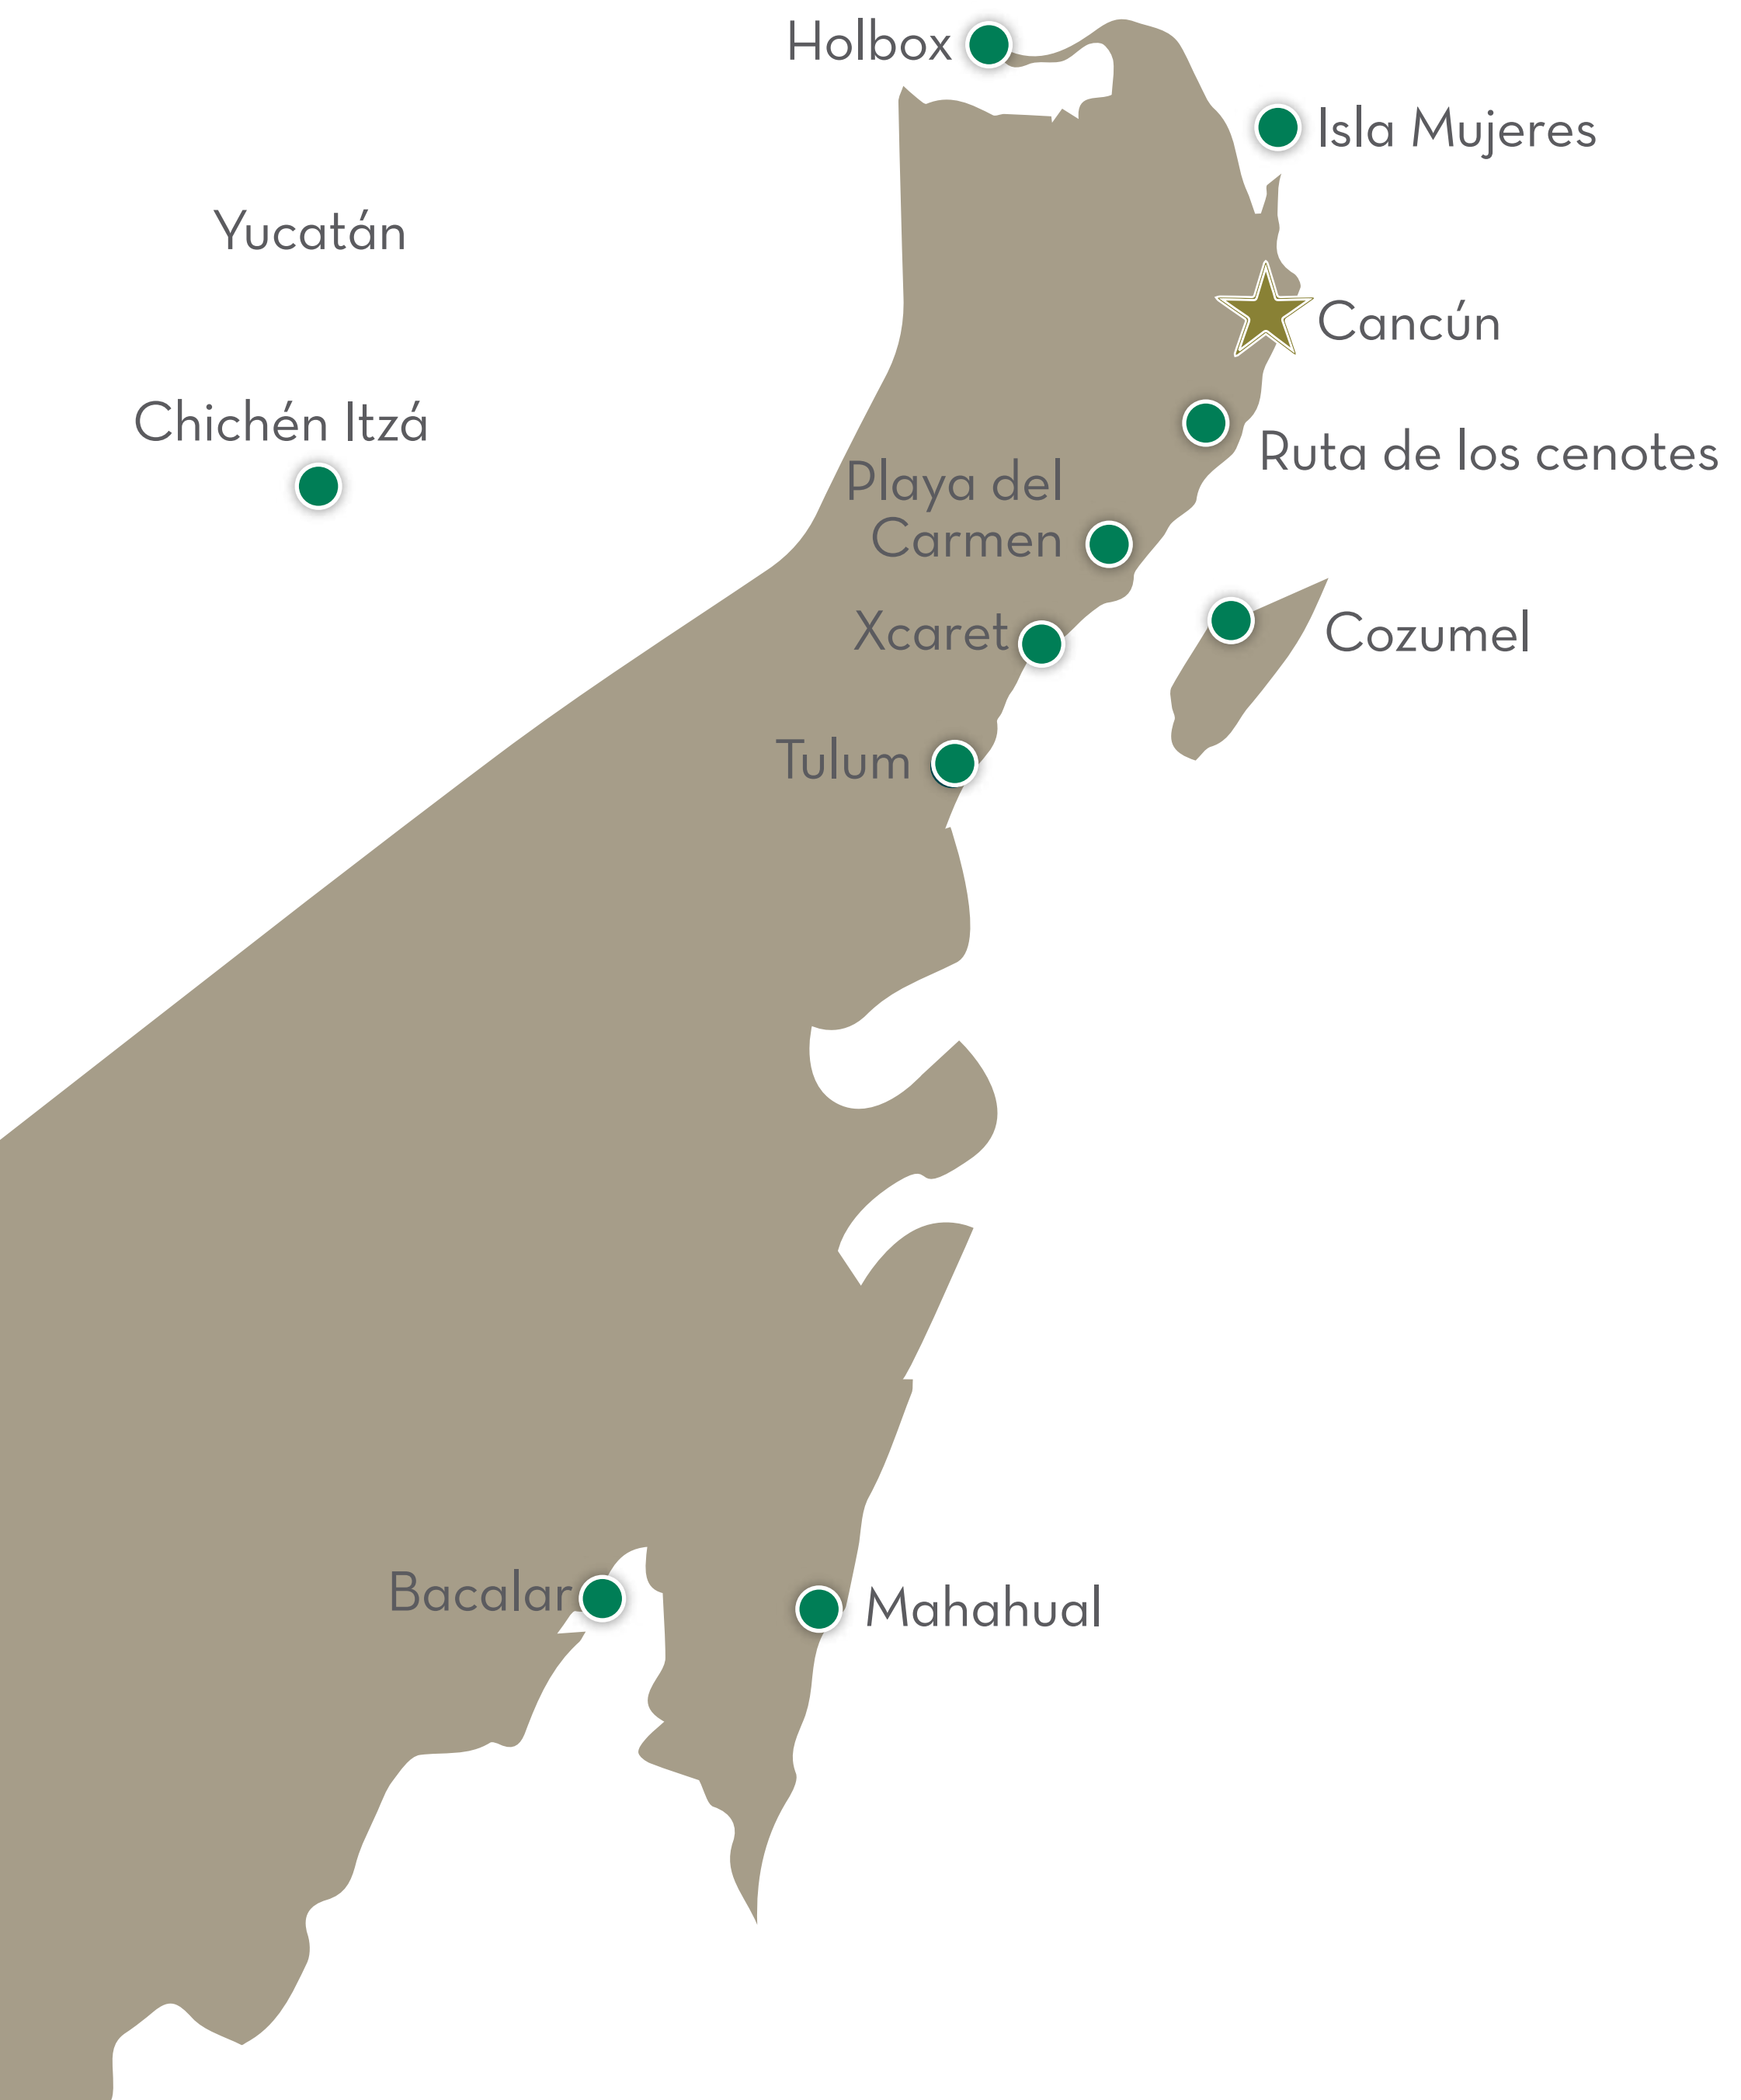 Holbox
Isla Mujeres
Yucatán
Cancún
Chichén Itzá
Ruta de los cenotes
Playa del
Carmen
Xcaret
Cozumel
Tulum
Bacalar
Mahahual